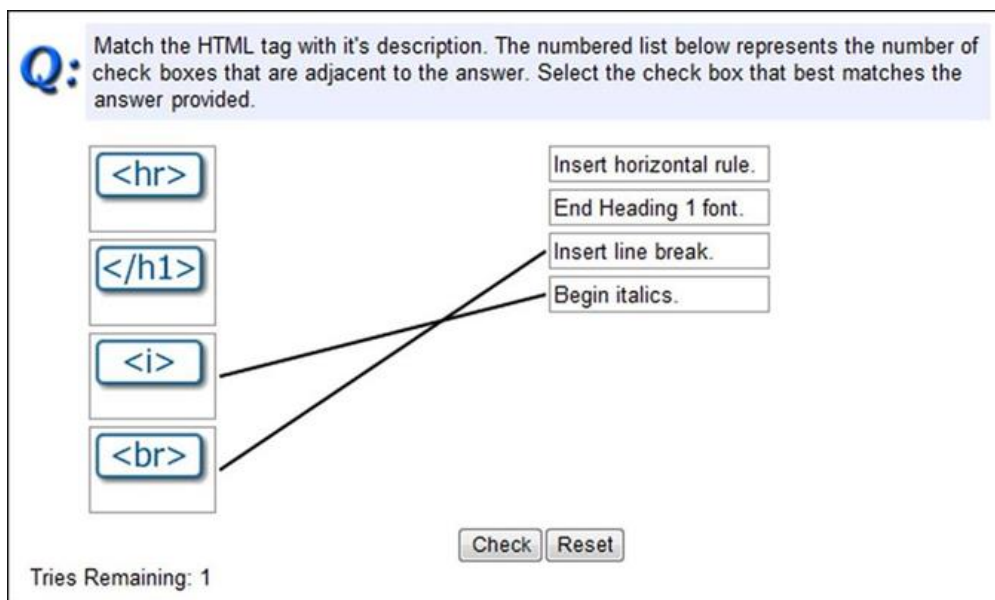 Q: Match the HTML tag with it's description. The numbered list below represents the number of
check boxes that are adjacent to the answer. Select the check box that best matches the
answer provided.
<hr>
Insert horizontal rule.
End Heading 1 font.
</h1>
Insert line break.
Begin italics.
<i>
<br>
Check Reset
Tries Remaining: 1